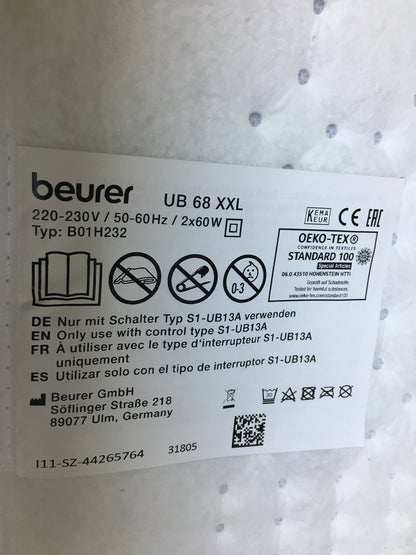 beurer UB 68 XXL
220-230V / 50-60Hz / 2x60W
Typ: B01H232
KEMA
KEUR
CE EAC
OEKO-TEX®
CONFIDENCE IN TEXTILES
STANDARD 100
Special Articles
06.0.43510 HOHENSTEIN HTTI
Geprüft auf Schadstoffe.
Tested for harmful substances.
www.oeko-tex.com/standard100
0-3
DE Nur mit Schalter Typ S1-UB13A verwenden
EN Only use with control type S1-UB13A
FR À utiliser avec le type d'interrupteur S1-UB13A
uniquement
ES Utilizar solo con el tipo de interruptor S1-UB13A
Beurer GmbH
Söflinger Straße 218
89077 Ulm, Germany
30
I11-SZ-44265764
31805